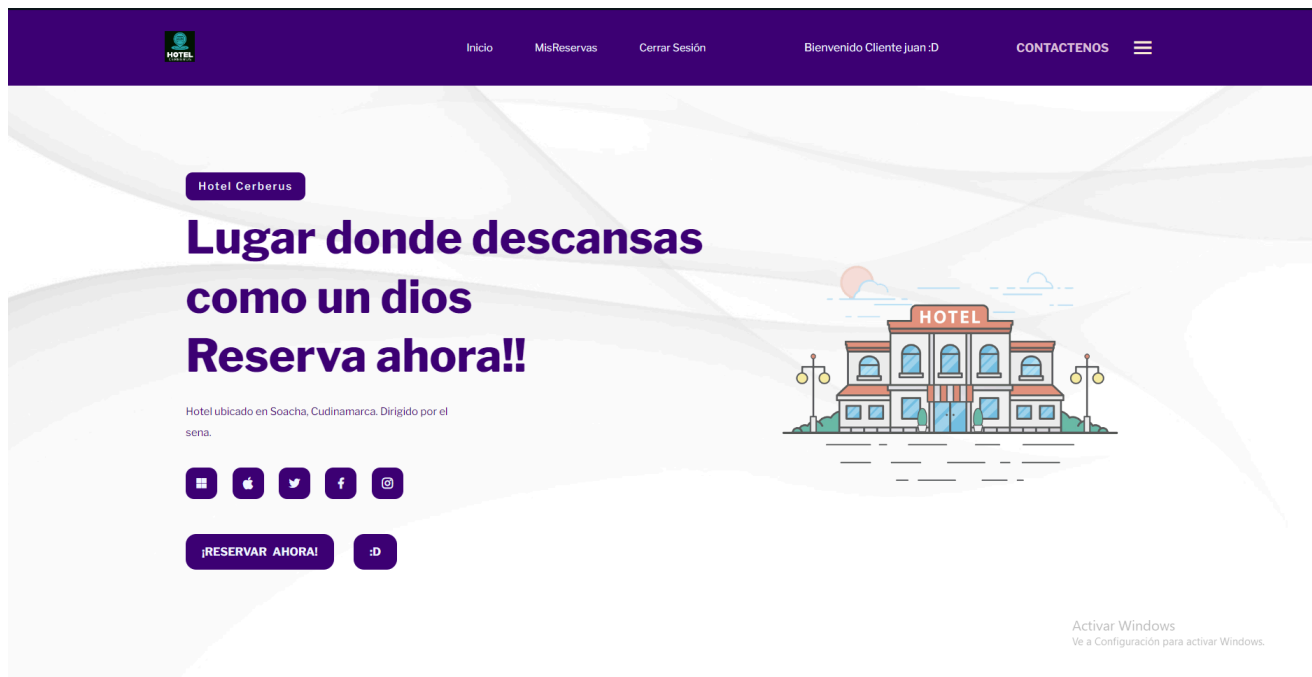 HOTEL
CERBERUS
Inicio
MisReservas
Cerrar Sesión
Bienvenido Cliente juan :D
CONTACTENOS
Hotel Cerberus
Lugar donde descansas
como un dios
Reserva ahora!!
Hotel ubicado en Soacha, Cudinamarca. Dirigido por el
sena.
¡RESERVAR AHORA!
:D
HOTEL
Activar Windows
Ve a Configuración para activar Windows.